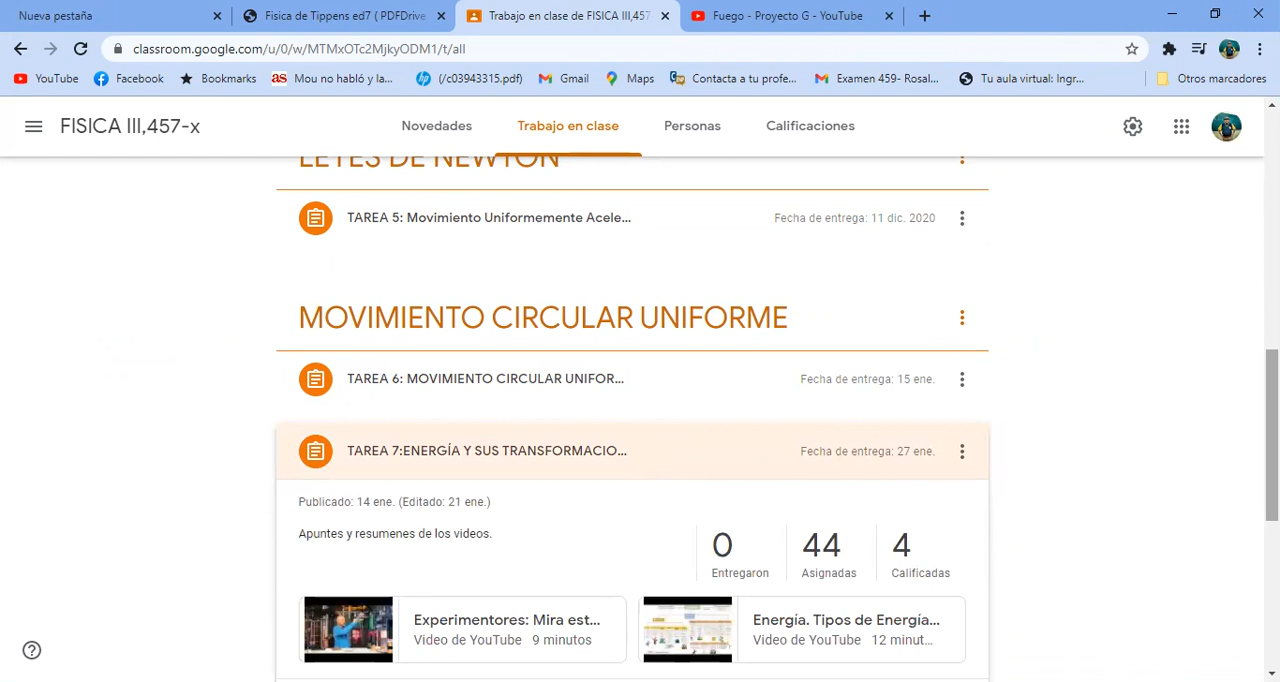 Nueva pestaña
Fisica de Tippens ed7 ( PDFDrive
Trabajo en clase de FISICA III,457
Fuego - Proyecto G - YouTube
classroom.google.com/u/0/w/MTMxOTc2MjkyODM1/t/all
YouTube
Facebook
Bookmarks
as Mou no habló y la...
hp (/c03943315.pdf)
Gmail
Maps
Contacta a tu profe...
Examen 459- Rosal...
Tu aula virtual: Ingr...
Otros marcadores
FISICA III,457-x
Novedades
Trabajo en clase
Personas
Calificaciones
LEYES DE NEWTON
TAREA 5: Movimiento Uniformemente Acele...
Fecha de entrega: 11 dic. 2020
MOVIMIENTO CIRCULAR UNIFORME
TAREA 6: MOVIMIENTO CIRCULAR UNIFOR...
Fecha de entrega: 15 ene.
TAREA 7:ENERGÍA Y SUS TRANSFORMACIO...
Fecha de entrega: 27 ene.
Publicado: 14 ene. (Editado: 21 ene.)
Apuntes y resumenes de los videos.
0
Entregaron
44
Asignadas
4
Calificadas
Experimentores: Mira est...
Video de YouTube 9 minutos
Energía. Tipos de Energía...
Video de YouTube 12 minut...